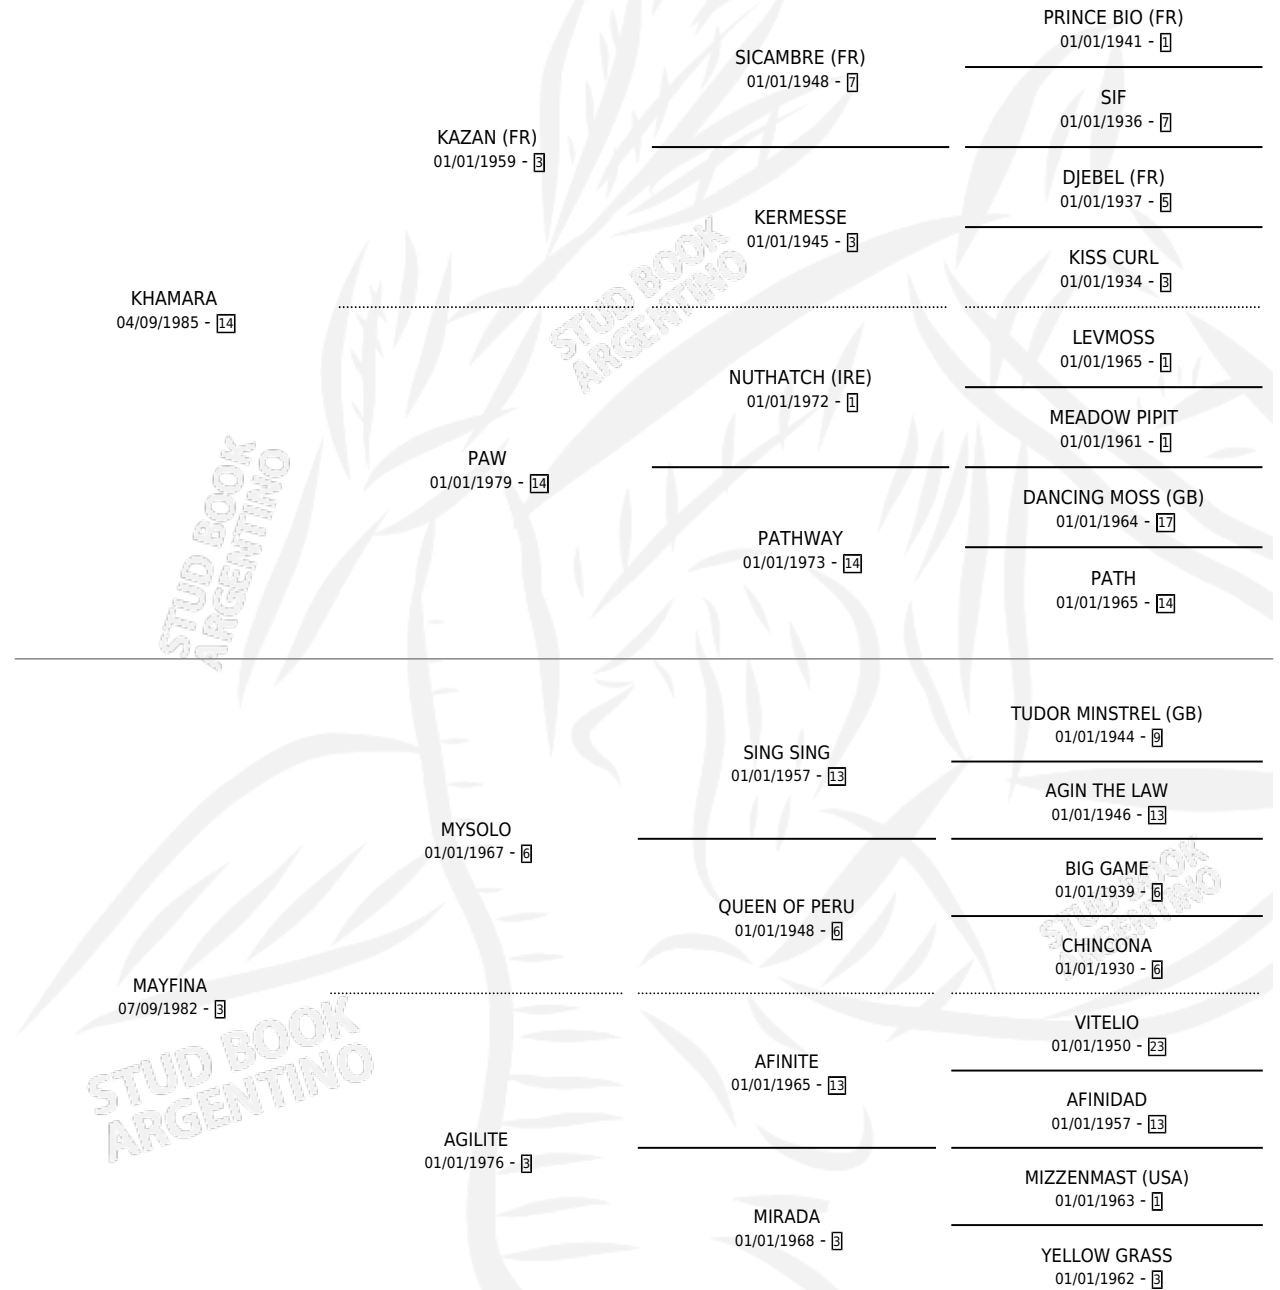 PRINCE BIO (FR)
01/01/1941 - 1
SICAMBRE (FR)
01/01/1948 - 7
SIF
01/01/1936 - 7
KAZAN (FR)
01/01/1959 - 3
DJEBEL (FR)
01/01/1937 - 5
KERMESSE
01/01/1945 - 3
KISS CURL
01/01/1934 - 3
KHAMARA
04/09/1985 - 14
STUD BOOK
ARGENTINO
LEVMOSS
01/01/1965 - 1
NUTHATCH (IRE)
01/01/1972 - 1
MEADOW PIPIT
01/01/1961 - 1
PAW
01/01/1979 - 14
DANCING MOSS (GB)
01/01/1964 - 17
PATHWAY
01/01/1973 - 14
PATH
01/01/1965 - 14
STUD BOOK
ARGENTINO
TUDOR MINSTREL (GB)
01/01/1944 - 9
SING SING
01/01/1957 - 13
AGIN THE LAW
01/01/1946 - 13
MYSOLO
01/01/1967 - 6
BIG GAME
01/01/1939 - 6
QUEEN OF PERU
01/01/1948 - 6
CHINCONA
01/01/1930 - 6
STUD BOOK
ARGENTINO
MAYFINA
07/09/1982 - 3
VITELIO
01/01/1950 - 23
AFINITE
01/01/1965 - 13
AFINIDAD
01/01/1957 - 13
STUD BOOK
ARGENTINO
AGILITE
01/01/1976 - 3
MIZZENMAST (USA)
01/01/1963 - 1
MIRADA
01/01/1968 - 3
YELLOW GRASS
01/01/1962 - 3